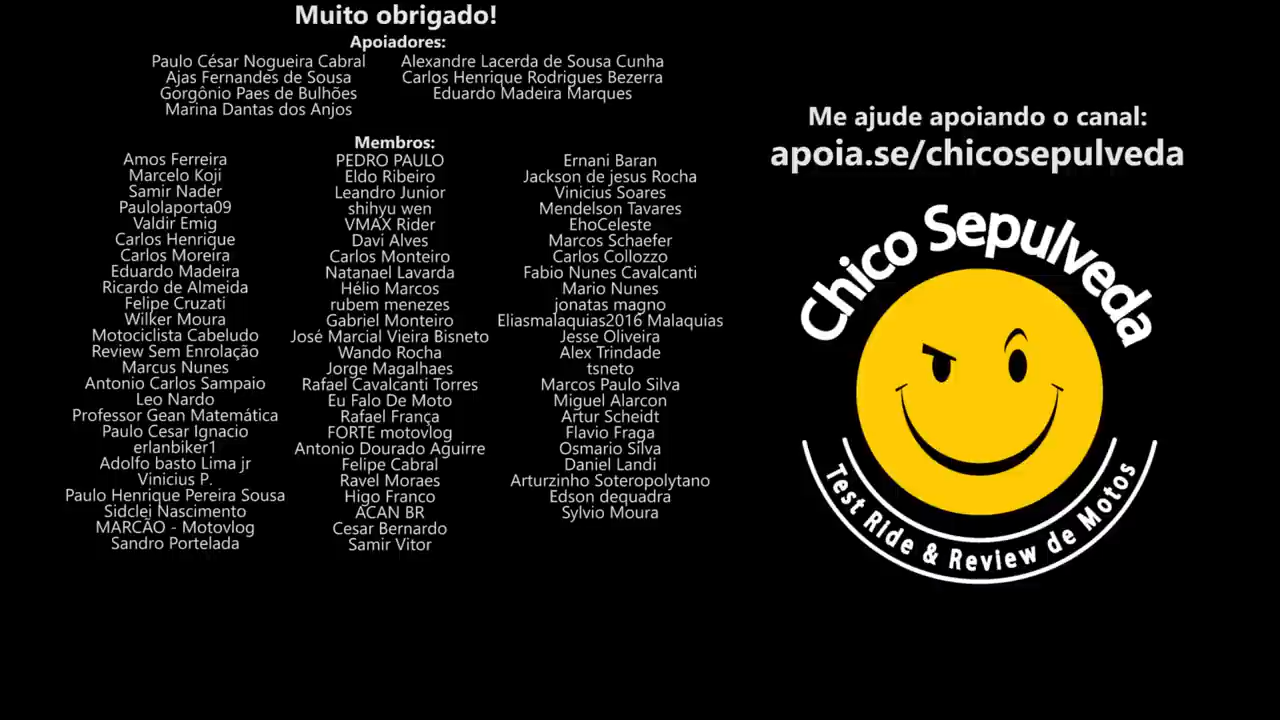 Muito obrigado!
Apoiadores:
Paulo César Nogueira Cabral
Ajas Fernandes de Sousa
Gorgônio Paes de Bulhões
Marina Dantas dos Anjos
Alexandre Lacerda de Sousa Cunha
Carlos Henrique Rodrigues Bezerra
Eduardo Madeira Marques
Membros:
Amos Ferreira
Marcelo Koji
Samir Nader
Paulolaporta09
Valdir Emig
Carlos Henrique
Carlos Moreira
Eduardo Madeira
Ricardo de Almeida
Felipe Cruzati
Wilker Moura
Motociclista Cabeludo
Review Sem Enrolação
Marcus Nunes
Antonio Carlos Sampaio
Leo Nardo
Professor Gean Matemática
Paulo Cesar Ignacio
erlanbiker1
Adolfo basto Lima jr
Vinicius P.
Paulo Henrique Pereira Sousa
Sidclei Nascimento
MARCÃO - Motovlog
Sandro Portelada
PEDRO PAULO
Eldo Ribeiro
Leandro Junior
shihyu wen
VMAX Rider
Davi Alves
Carlos Monteiro
Natanael Lavarda
Hélio Marcos
rubem menezes
Gabriel Monteiro
José Marcial Vieira Bisneto
Wando Rocha
Jorge Magalhaes
Rafael Cavalcanti Torres
Eu Falo De Moto
Rafael França
FORTE motovlog
Antonio Dourado Aguirre
Felipe Cabral
Ravel Moraes
Higo Franco
ACAN BR
Cesar Bernardo
Samir Vitor
Ernani Baran
Jackson de jesus Rocha
Vinicius Soares
Mendelson Tavares
EhoCeleste
Marcos Schaefer
Carlos Collozzo
Fabio Nunes Cavalcanti
Mario Nunes
jonatas magno
Eliasmalaquias2016 Malaquias
Jesse Oliveira
Alex Trindade
tsneto
Marcos Paulo Silva
Miguel Alarcon
Artur Scheidt
Flavio Fraga
Osmario Silva
Daniel Landi
Arturzinho Soteropolytano
Edson dequadra
Sylvio Moura
Me ajude apoiando o canal:
apoia.se/chicosepulveda
Chico Sepulveda
Test Ride & Review de Motos